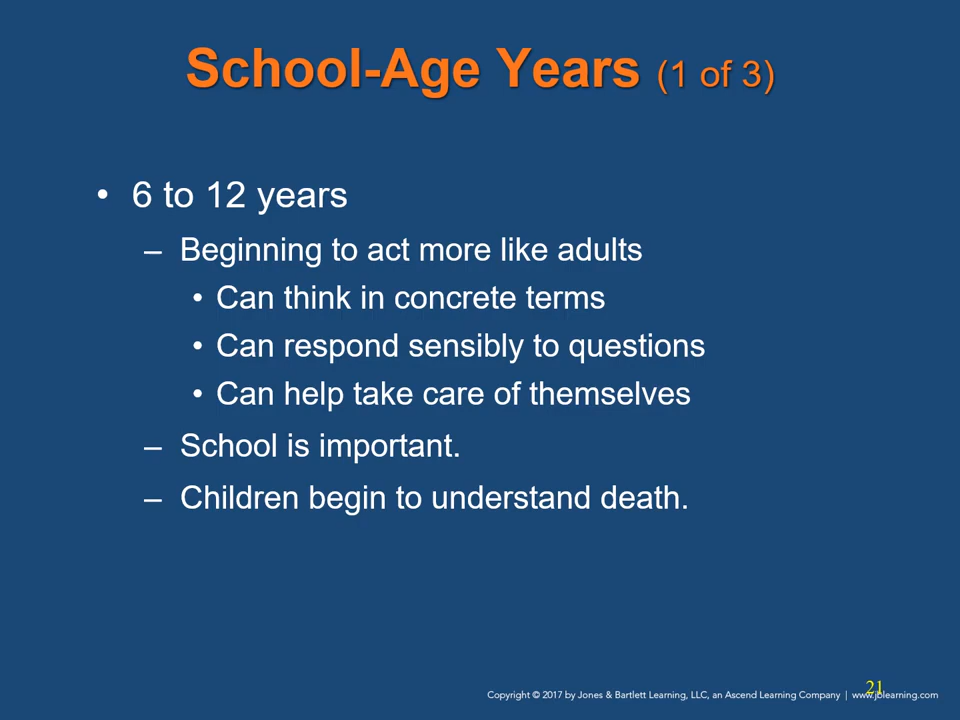 School-Age Years (1 of 3)
• 6 to 12 years
– Beginning to act more like adults
• Can think in concrete terms
• Can respond sensibly to questions
• Can help take care of themselves
– School is important.
– Children begin to understand death.
21
Copyright © 2017 by Jones & Bartlett Learning, LLC, an Ascend Learning Company | www.jblearning.com